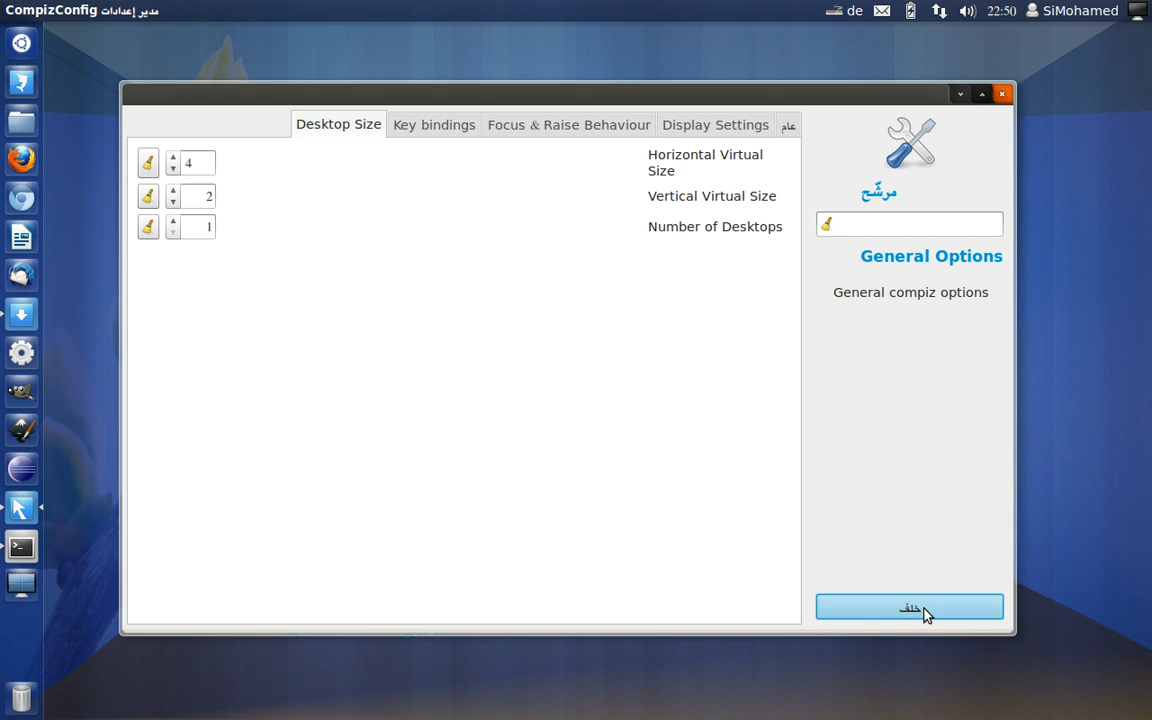 CompizConfig مدير إعدادات
de
22:50
SiMohamed
Desktop Size
Key bindings
Focus & Raise Behaviour
Display Settings
عام
4
Horizontal Virtual
Size
2
Vertical Virtual Size
1
Number of Desktops
مرشّح
General Options
General compiz options
خلف